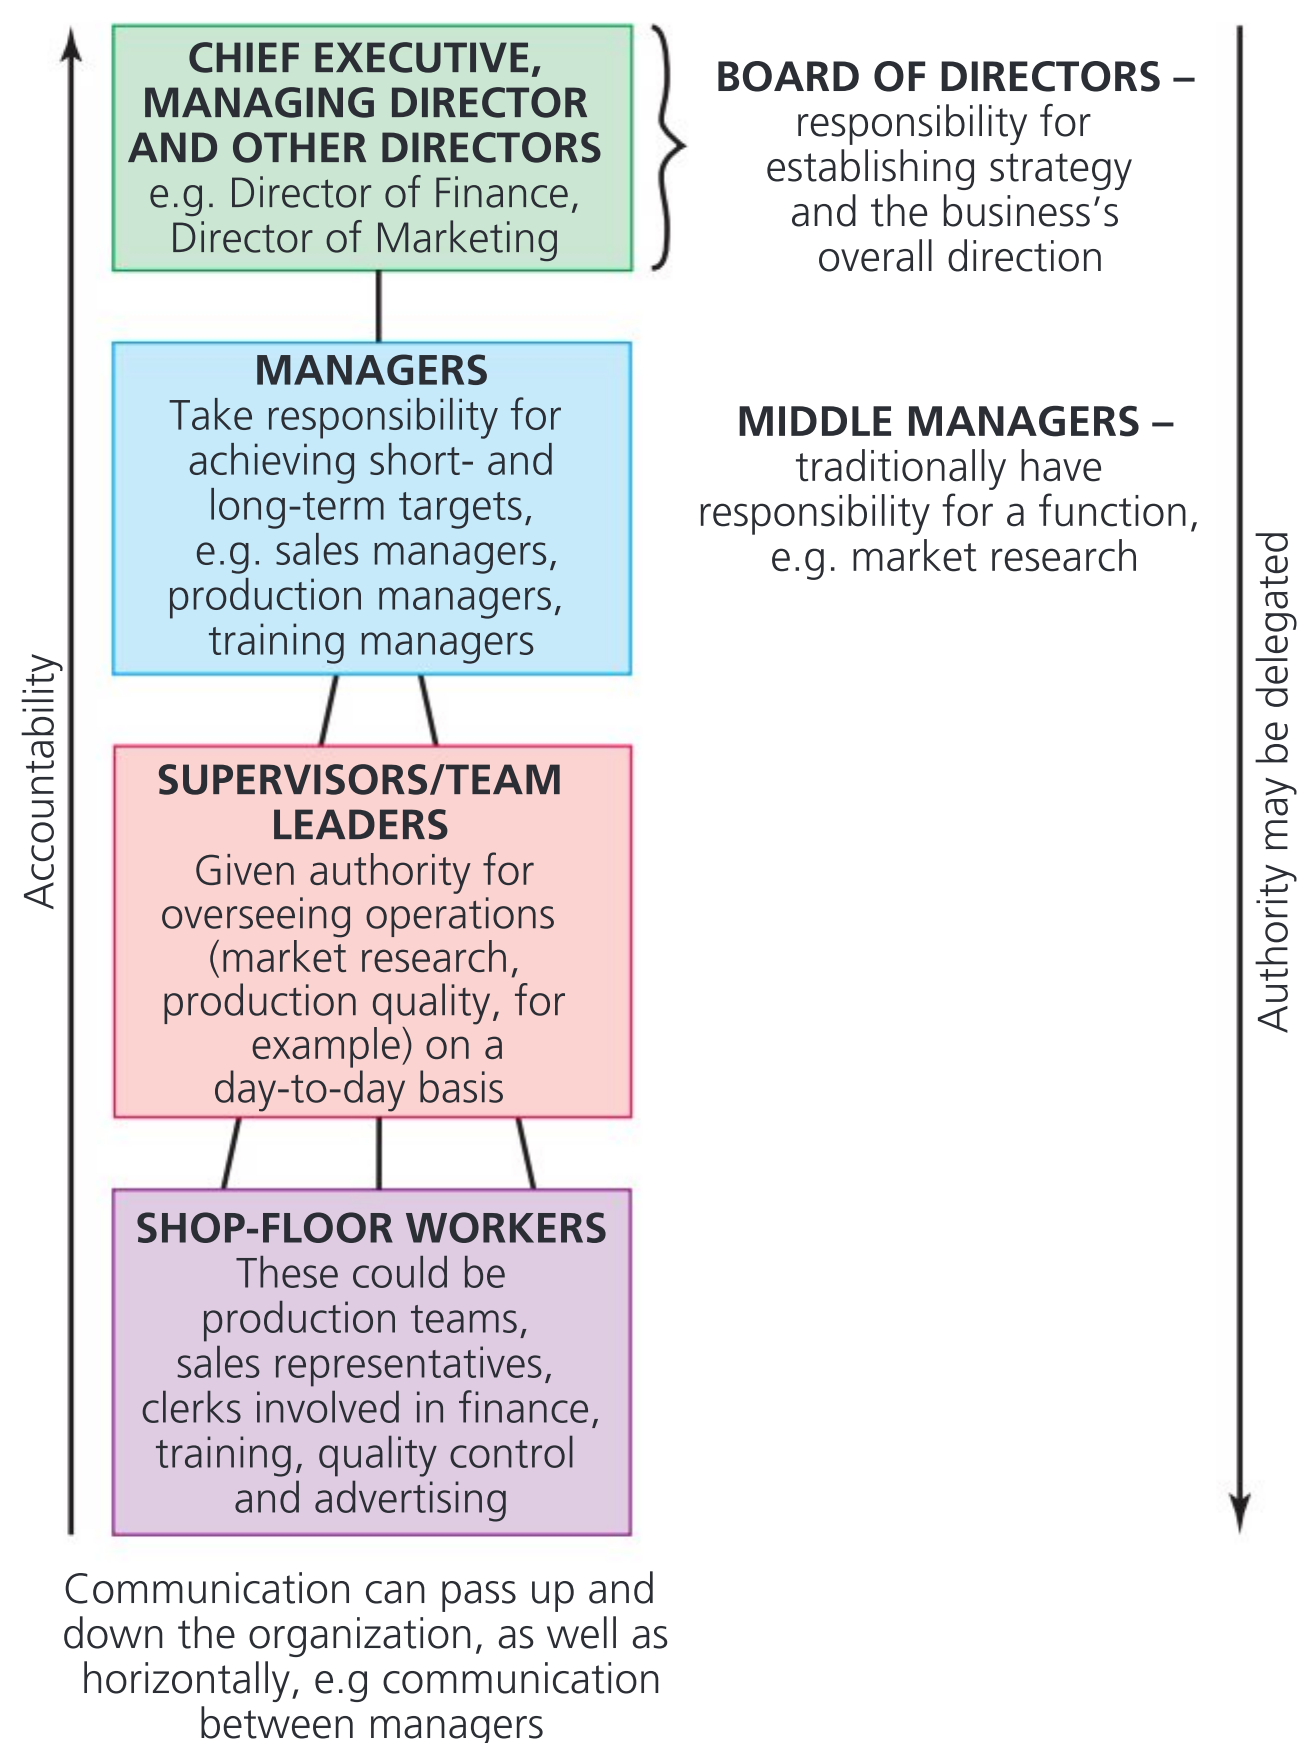 CHIEF EXECUTIVE,
MANAGING DIRECTOR
AND OTHER DIRECTORS
e.g. Director of Finance,
Director of Marketing
BOARD OF DIRECTORS –
responsibility for
establishing strategy
and the business's
overall direction
MANAGERS
Take responsibility for
achieving short- and
long-term targets,
e.g. sales managers,
production managers,
training managers
MIDDLE MANAGERS –
traditionally have
responsibility for a function,
e.g. market research
Accountability
Authority may be delegated
SUPERVISORS/TEAM
LEADERS
Given authority for
overseeing operations
(market research,
production quality, for
example) on a
day-to-day basis
SHOP-FLOOR WORKERS
These could be
production teams,
sales representatives,
clerks involved in finance,
training, quality control
and advertising
Communication can pass up and
down the organization, as well as
horizontally, e.g communication
between managers